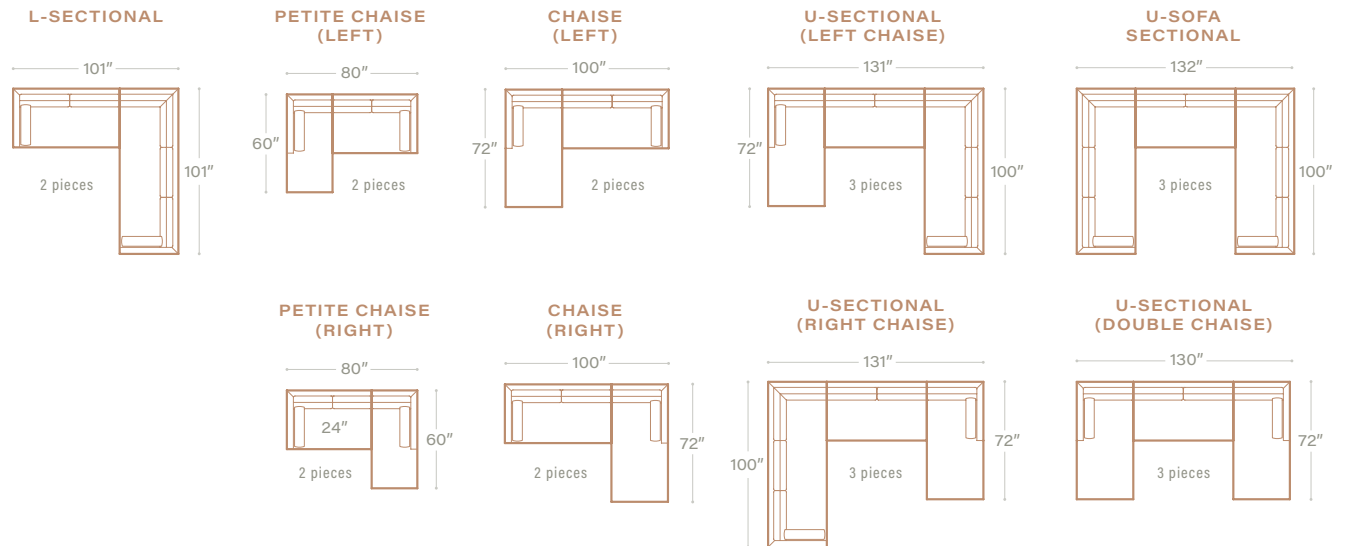 L-SECTIONAL
101″
101″
2 pieces
PETITE CHAISE
(LEFT)
80″
60″
2 pieces
CHAISE
(LEFT)
100″
72″
2 pieces
U-SECTIONAL
(LEFT CHAISE)
131″
72″
100″
3 pieces
U-SOFA
SECTIONAL
132″
100″
3 pieces
PETITE CHAISE
(RIGHT)
80″
24″
60″
2 pieces
CHAISE
(RIGHT)
100″
72″
2 pieces
U-SECTIONAL
(RIGHT CHAISE)
131″
72″
100″
3 pieces
U-SECTIONAL
(DOUBLE CHAISE)
130″
72″
3 pieces